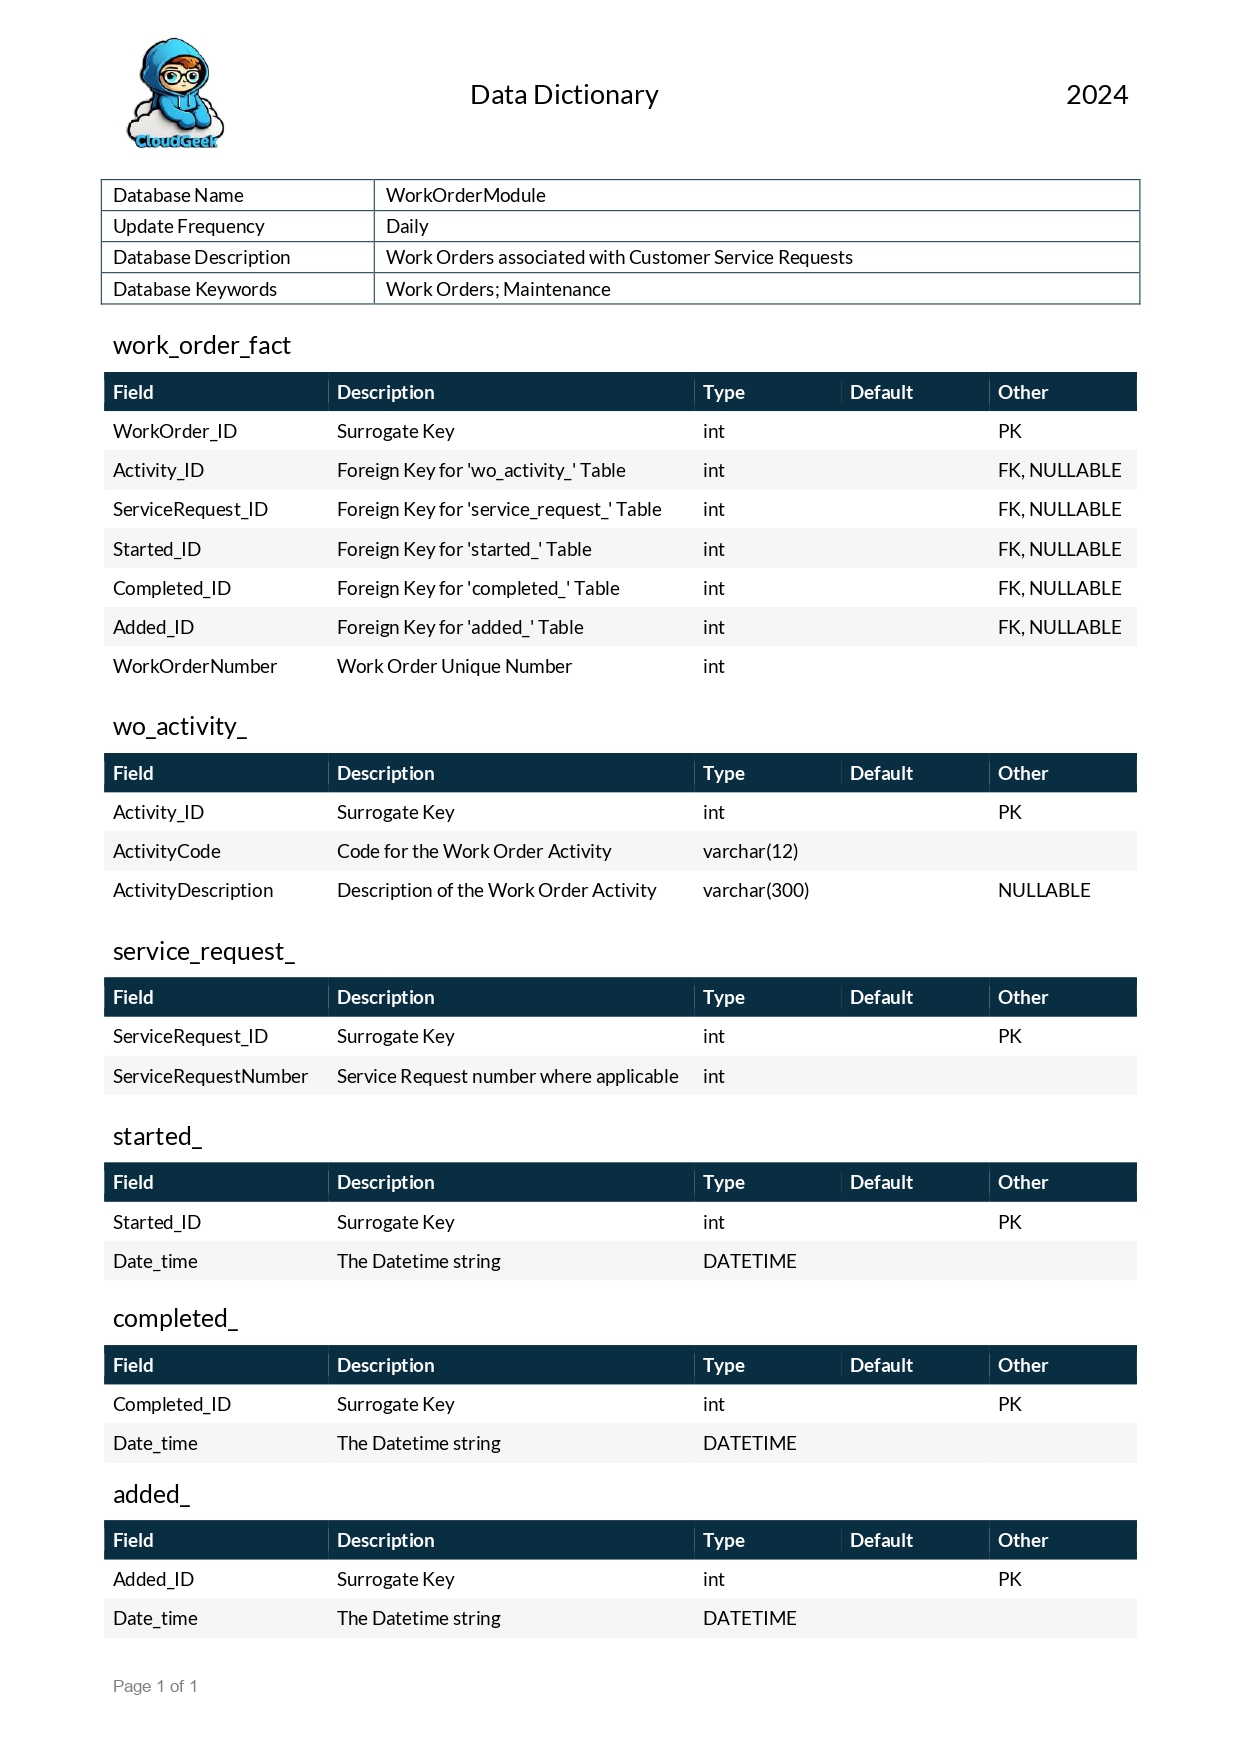 CloudGeek
Data Dictionary
2024
Database Name WorkOrderModule
Update Frequency Daily
Database Description Work Orders associated with Customer Service Requests
Database Keywords Work Orders; Maintenance
work_order_fact
Field Description Type Default Other
WorkOrder_ID Surrogate Key int PK
Activity_ID Foreign Key for 'wo_activity_' Table int FK, NULLABLE
ServiceRequest_ID Foreign Key for 'service_request_' Table int FK, NULLABLE
Started_ID Foreign Key for 'started_' Table int FK, NULLABLE
Completed_ID Foreign Key for 'completed_' Table int FK, NULLABLE
Added_ID Foreign Key for 'added_' Table int FK, NULLABLE
WorkOrderNumber Work Order Unique Number int
wo_activity_
Field Description Type Default Other
Activity_ID Surrogate Key int PK
ActivityCode Code for the Work Order Activity varchar(12)
ActivityDescription Description of the Work Order Activity varchar(300) NULLABLE
service_request_
Field Description Type Default Other
ServiceRequest_ID Surrogate Key int PK
ServiceRequestNumber Service Request number where applicable int
started_
Field Description Type Default Other
Started_ID Surrogate Key int PK
Date_time The Datetime string DATETIME
completed_
Field Description Type Default Other
Completed_ID Surrogate Key int PK
Date_time The Datetime string DATETIME
added_
Field Description Type Default Other
Added_ID Surrogate Key int PK
Date_time The Datetime string DATETIME
Page 1 of 1